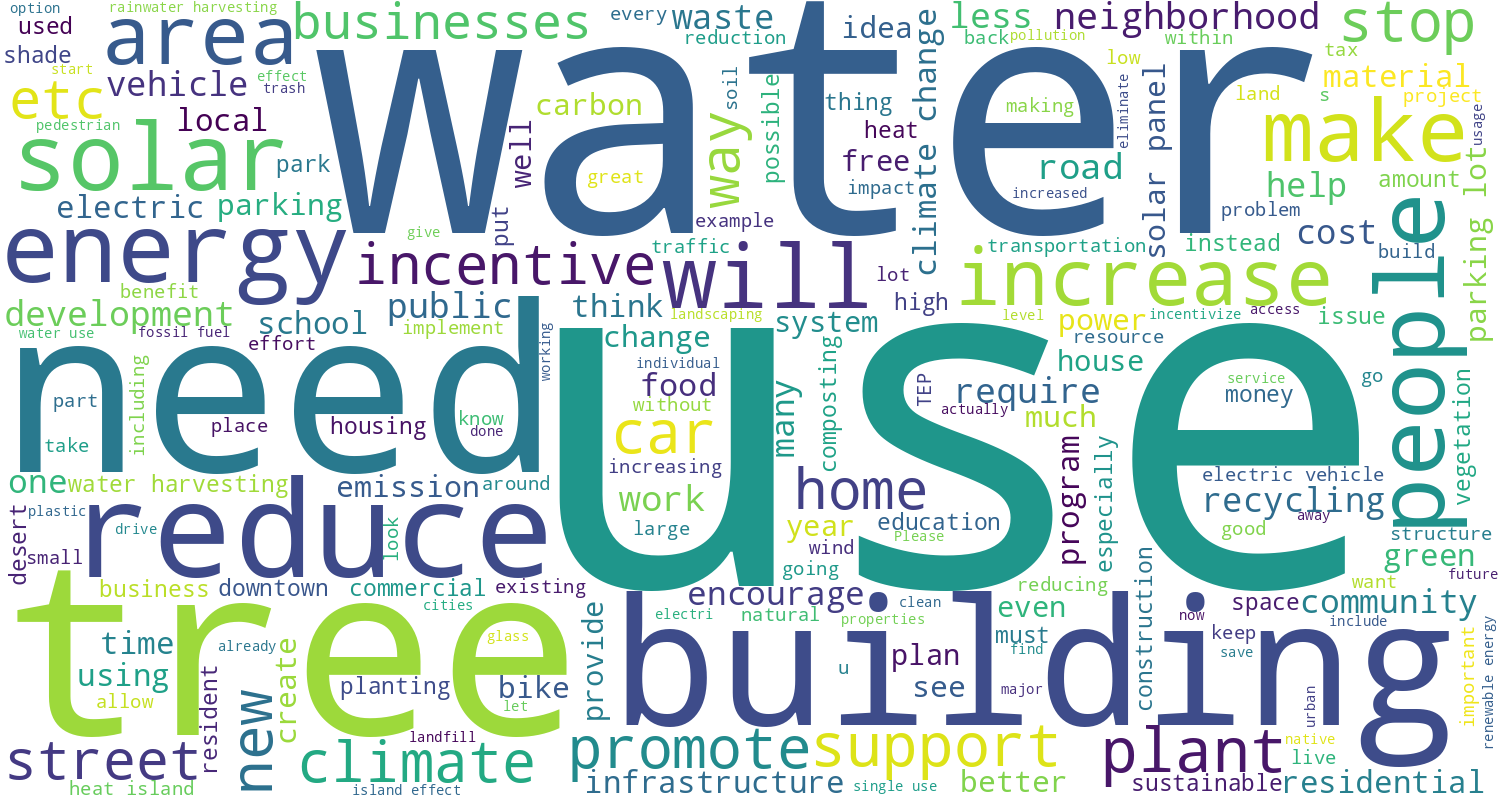 option
rainwater harvesting
used
area
businesses
every
waste
reduction
idea
less
back
pollution
neighborhood
within
stop
shade
start
vehicle
effect
trash
water
climate change
low
tax
material
s
project
etc
pedestrian
local
carbon
soil
possible
thing
heat
free
impact
making
eliminate
land
make
usage
solar
park
well
way
great
increased
road
solar panel
help
amount
parking lot
electric
parking
put
example
problem
energy
give
incentive
traffic
will
lot
high
transportation
instead
cost
build
people
benefit
development
school
public
implement
think
landscaping
system
increase
level
power
incentivize
access
issue
water use
fossil fuel
effort
working
change
resource
house
need
including
individual
food
without
many
composting
TEP
require
actually
much
service
money
go
part
take
place
housing
know
done
car
use
vegetation
one
water harvesting
emission
around
increasing
work
large
home
year
education
Please
wind
going
program
especially
electric vehicle
recycling
away
good
structure
green
desert
plastic
small
drive
reduce
look
business
downtown
commercial
cities
existing
encourage
electri
natural
clean
properties
reducing
even
must
find
construction
now
space
keep
save
want
future
community
include
tree
time
using
allow
already
resident
new
create
planting
glass
bike
let
provide
building
u
plan
see
major
urban
important
renewable energy
street
heat island
climate
landfill
island effect
promote
infrastructure
support
single use
better
plant
sustainable
native
live
residential